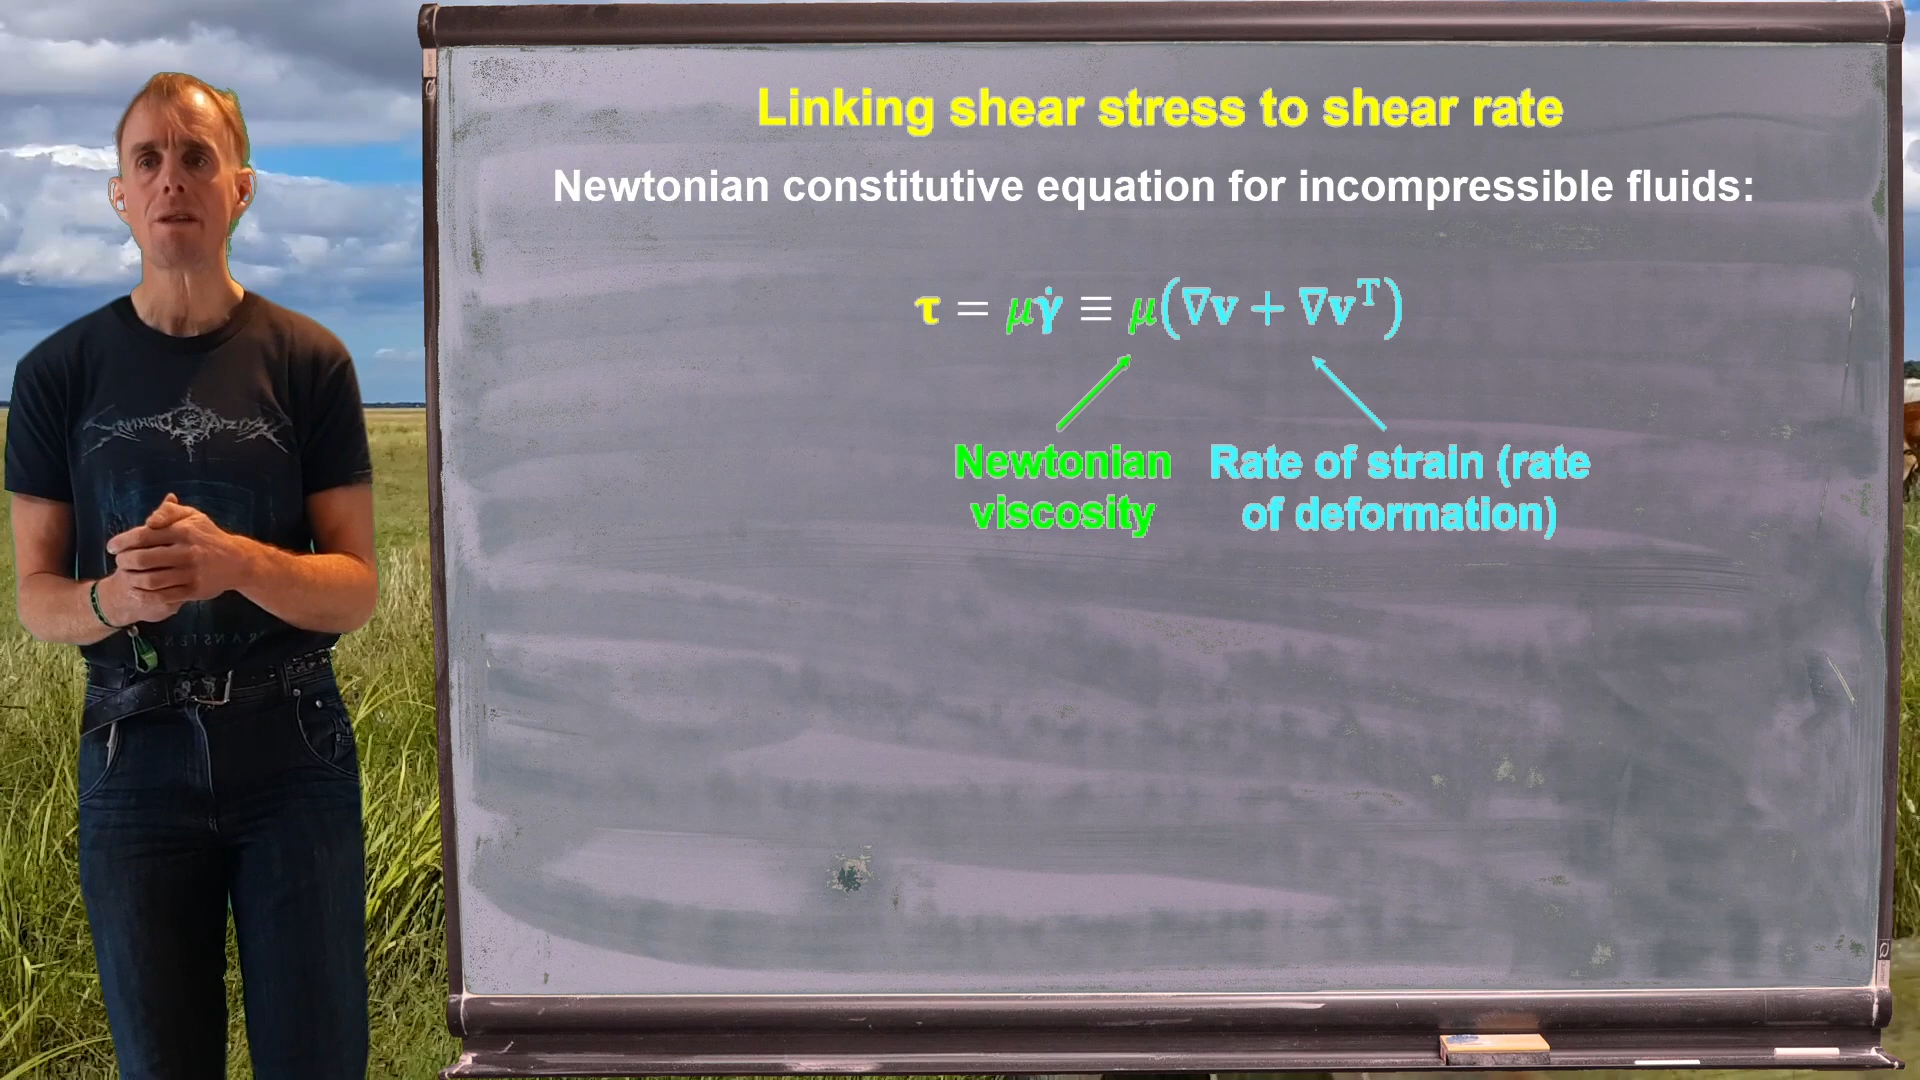 Linking shear stress to shear rate
Newtonian constitutive equation for incompressible fluids:
𝛕 = 𝜇𝛄̇ ≡ 𝜇(∇𝐯 + ∇𝐯ᵀ)
Newtonian viscosity
Rate of strain (rate of deformation)